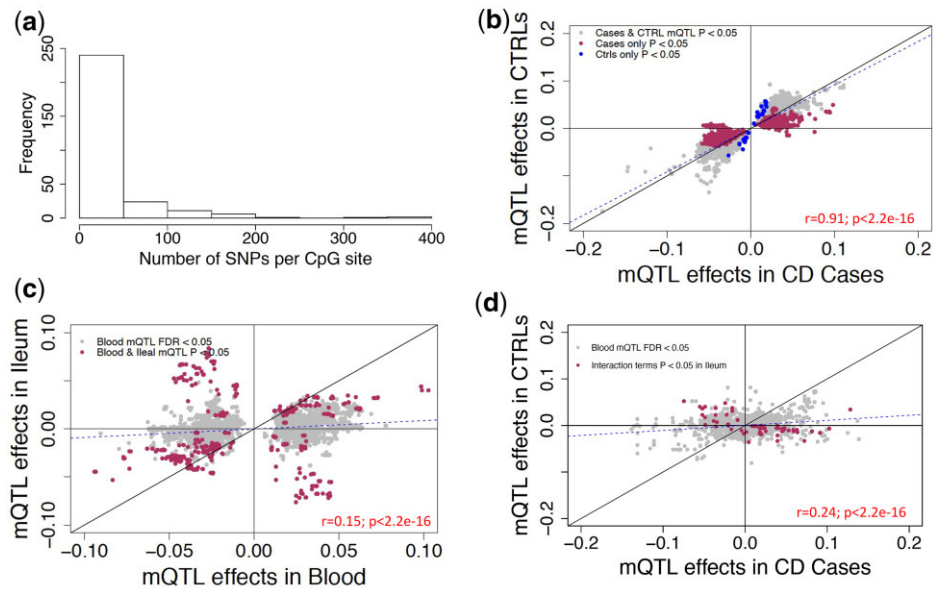 (a)
Frequency
250
150
50
0
0
100
200
300
400
Number of SNPs per CpG site
(b)
mQTL effects in CTRLs
0.2
0.1
0.0
−0.2
Cases & CTRL mQTL P < 0.05
Cases only P < 0.05
Ctrls only P < 0.05
r=0.91; p<2.2e-16
−0.2
−0.1
0.0
0.1
0.2
mQTL effects in CD Cases
(c)
mQTL effects in Ileum
0.10
0.05
0.00
−0.10
Blood mQTL FDR < 0.05
Blood & Ileal mQTL P < 0.05
r=0.15; p<2.2e-16
−0.10
−0.05
0.00
0.05
0.10
mQTL effects in Blood
(d)
mQTL effects in CTRLs
0.2
0.1
0.0
−0.2
Blood mQTL FDR < 0.05
Interaction terms P < 0.05 in Ileum
r=0.24; p<2.2e-16
−0.2
−0.1
0.0
0.1
0.2
mQTL effects in CD Cases